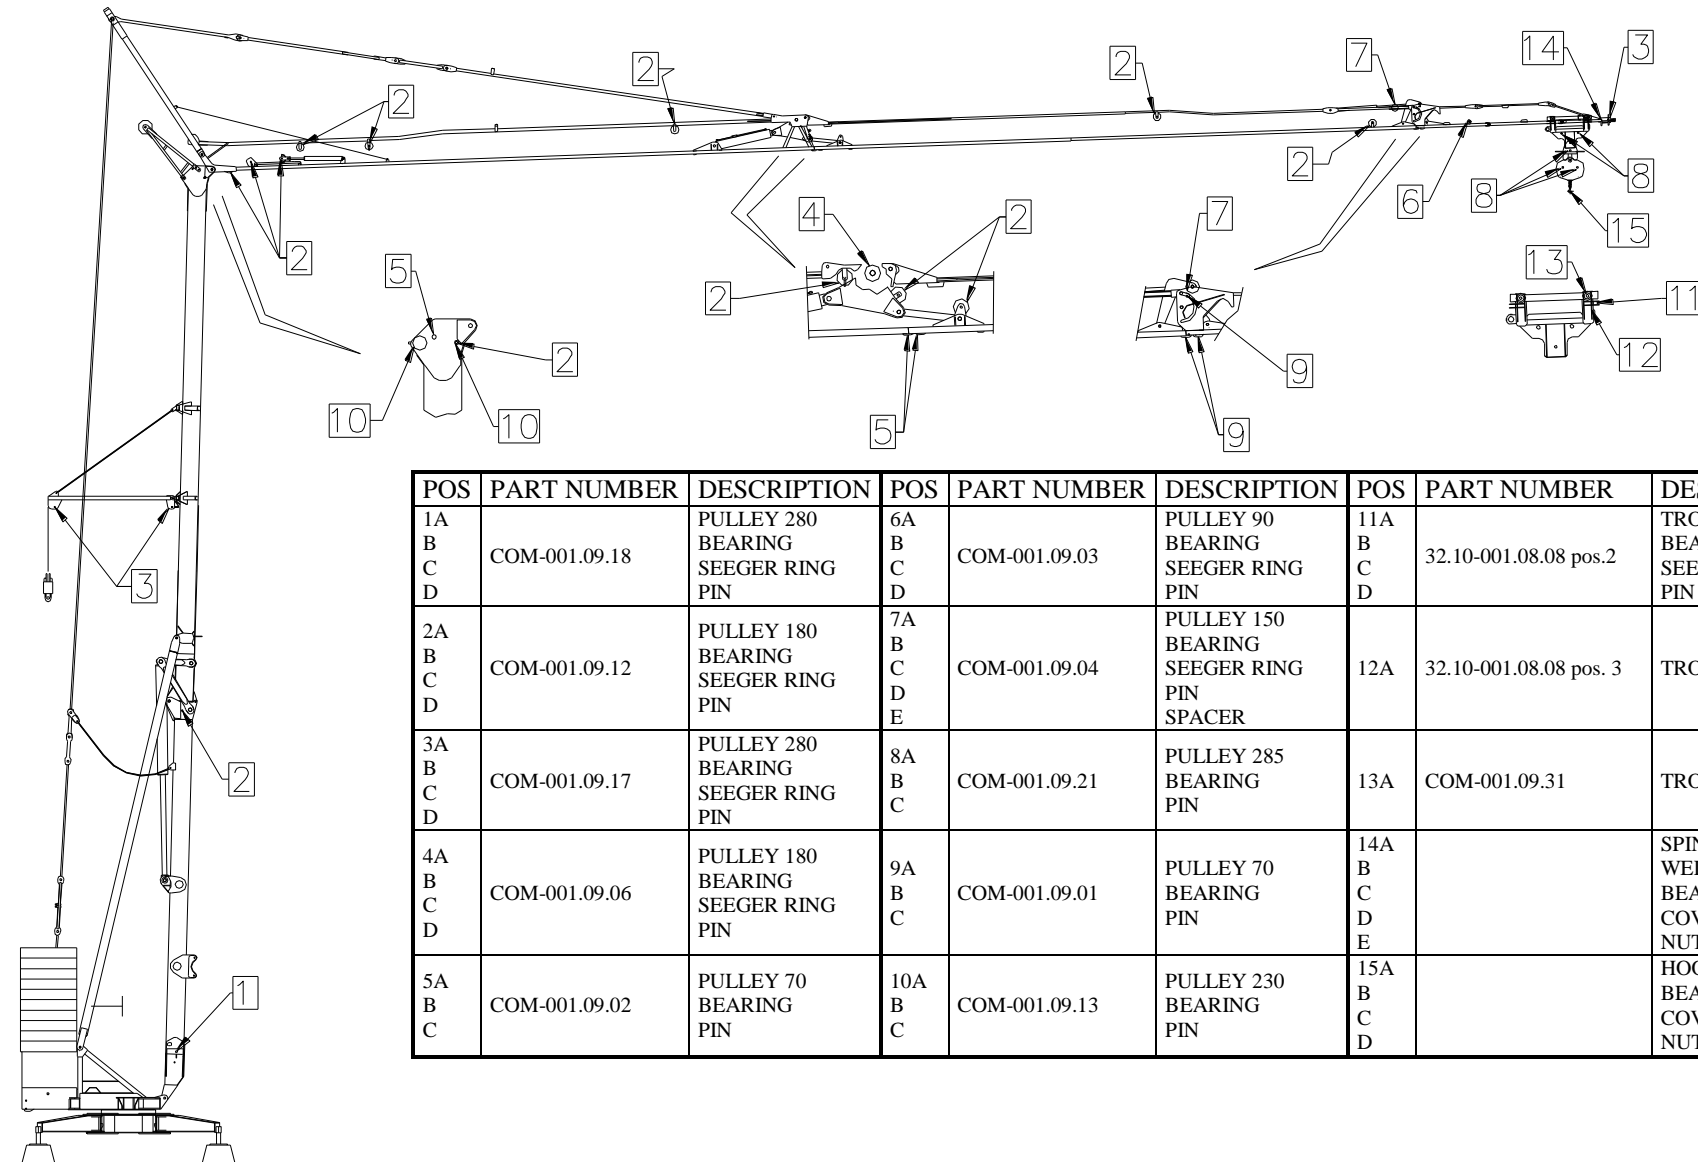 14
3
2
2
7
2
2
8
8
6
15
4
2
7
2
5
2
13
11
12
2
9
10
10
5
9
3
2
1
POS PART NUMBER DESCRIPTION POS PART NUMBER DESCRIPTION POS PART NUMBER
1A
B
C
D
COM-001.09.18
PULLEY 280
BEARING
SEEGER RING
PIN
6A
B
C
D
COM-001.09.03
PULLEY 90
BEARING
SEEGER RING
PIN
11A
B
C
D
32.10-001.08.08 pos.2
PIN
2A
B
C
D
COM-001.09.12
PULLEY 180
BEARING
SEEGER RING
PIN
7A
B
C
D
E
COM-001.09.04
PULLEY 150
BEARING
SEEGER RING
PIN
SPACER
12A
32.10-001.08.08 pos. 3
3A
B
C
D
COM-001.09.17
PULLEY 280
BEARING
SEEGER RING
PIN
8A
B
C
COM-001.09.21
PULLEY 285
BEARING
PIN
13A
COM-001.09.31
4A
B
C
D
COM-001.09.06
PULLEY 180
BEARING
SEEGER RING
PIN
9A
B
C
COM-001.09.01
PULLEY 70
BEARING
PIN
14A
B
C
D
E
5A
B
C
COM-001.09.02
PULLEY 70
BEARING
PIN
10A
B
C
COM-001.09.13
PULLEY 230
BEARING
PIN
15A
B
C
D